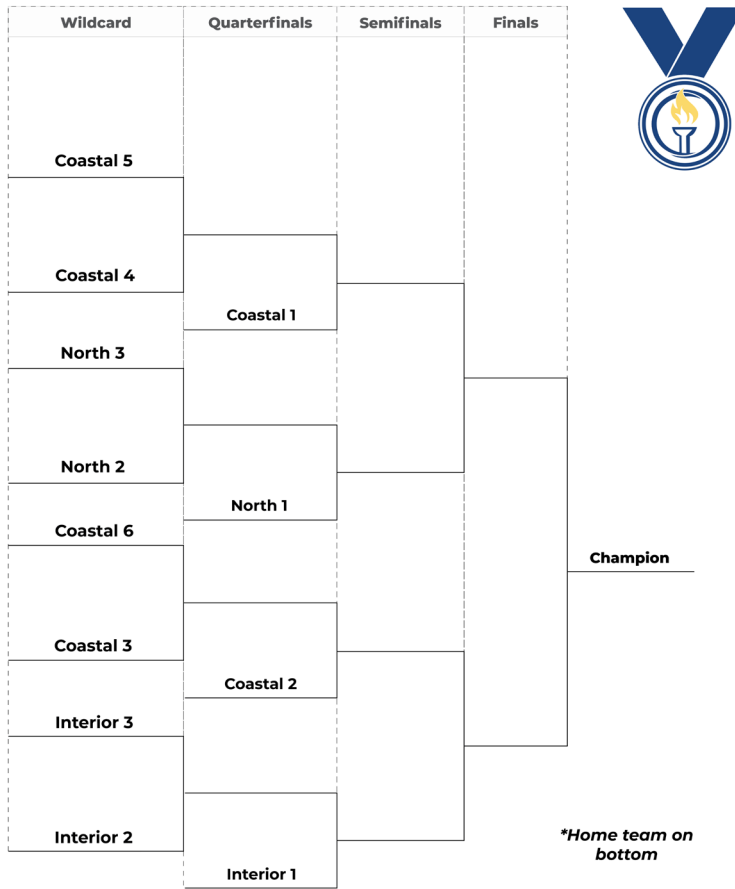 Wildcard
Quarterfinals
Semifinals
Finals
Coastal 5
Coastal 4
Coastal 1
North 3
North 2
North 1
Coastal 6
Champion
Coastal 3
Coastal 2
Interior 3
Interior 2
*Home team on
bottom
Interior 1